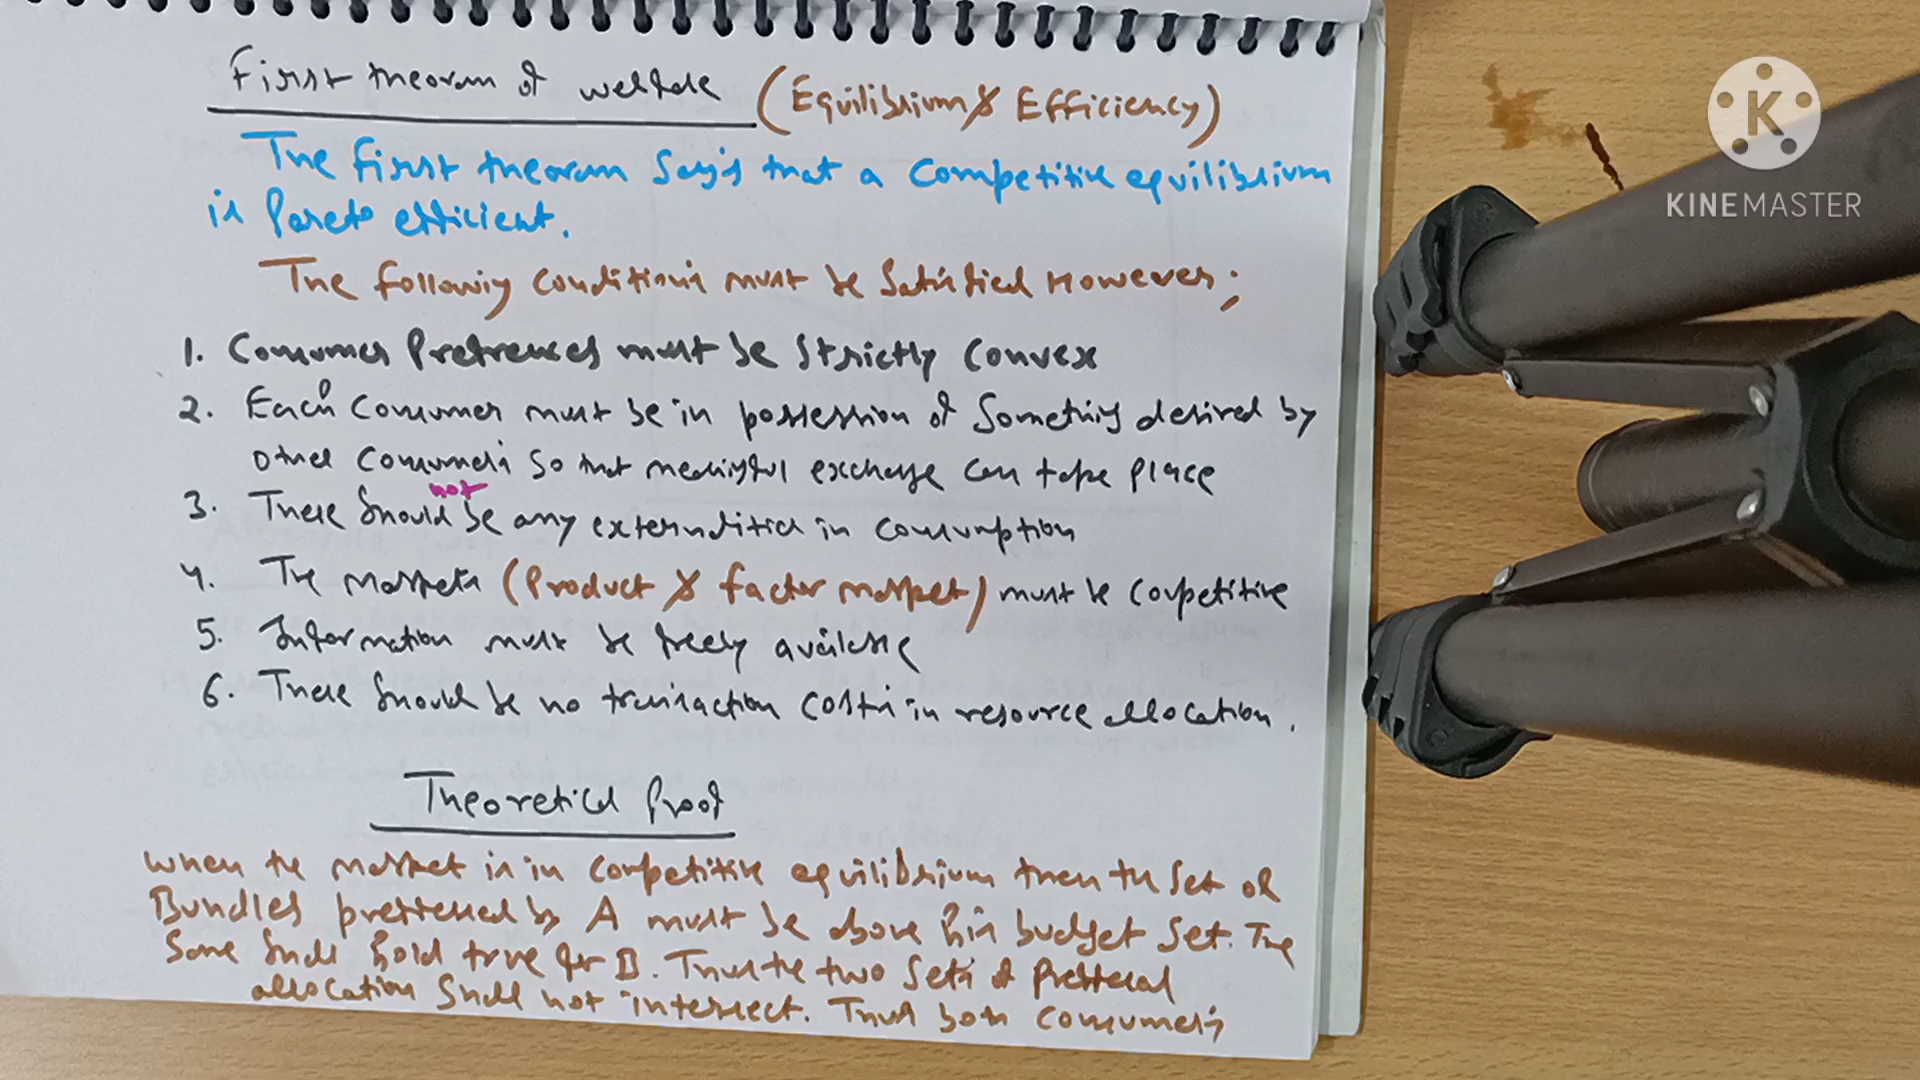 First theorem of welfare (Equilibrium & Efficiency)
The first theorem says that a competitive equilibrium
is Pareto efficient.
The following conditions must be satisfied However;
1. Consumer Prefrences must be strictly convex
2. Each consumer must be in possession of something desired by
other consumers so that meaningful exchange can take place
3. There should not be any externalities in consumption
4. The markets (Product & factor market) must be competitive
5. Information must be freely available
6. There should be no transaction costs in resource allocation.
Theoretical Proof
When the market is in competitive equilibrium then the set of
Bundles preffered by A must be above his budget set. The
same shall hold true for B. Thus the two sets of preffered
allocation shall not intersect. Thus both consumers
K
KINEMASTER